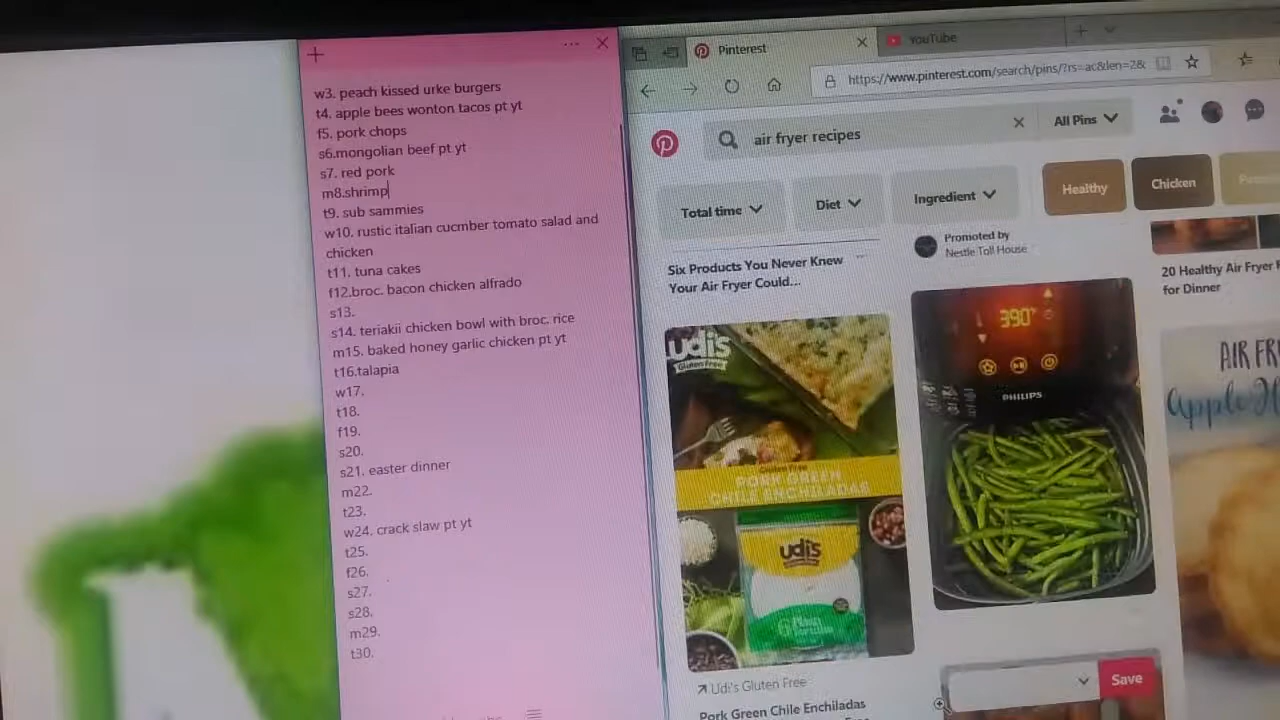 w3. peach kissed urke burgers
t4. apple bees wonton tacos pt yt
f5. pork chops
s6.mongolian beef pt yt
s7. red pork
m8.shrimp
t9. sub sammies
w10. rustic italian cucmber tomato salad and
chicken
t11. tuna cakes
f12.broc. bacon chicken alfrado
s13.
s14. teriakii chicken bowl with broc. rice
m15. baked honey garlic chicken pt yt
t16.talapia
w17.
t18.
f19.
s20.
s21. easter dinner
m22.
t23.
w24. crack slaw pt yt
t25.
f26.
s27.
s28.
m29.
t30.
Pinterest
YouTube
https://www.pinterest.com/search/pins/?rs=ac&len=2&
air fryer recipes
All Pins
Total time
Diet
Ingredient
Healthy
Chicken
Six Products You Never Knew
Your Air Fryer Could...
Promoted by
Nestle Toll House
20 Healthy Air Fryer
for Dinner
udi's
Gluten Free
Gluten Free
PORK GREEN
CHILE ENCHILADAS
udi's
Plain
Tortillas
Udi's Gluten Free
Pork Green Chile Enchiladas
390°
PHILIPS
AIR FR
Apple
Save